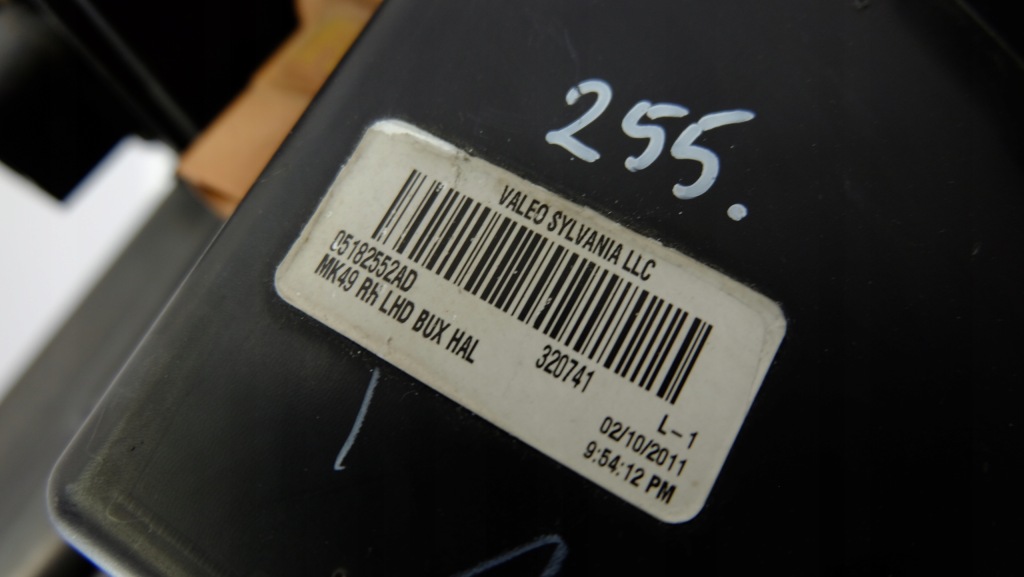 255.
VALEO SYLVANIA LLC
05182552AD
MK49 RH LHD BUX HAL
320741
L-1
02/10/2011
9:54:12 PM